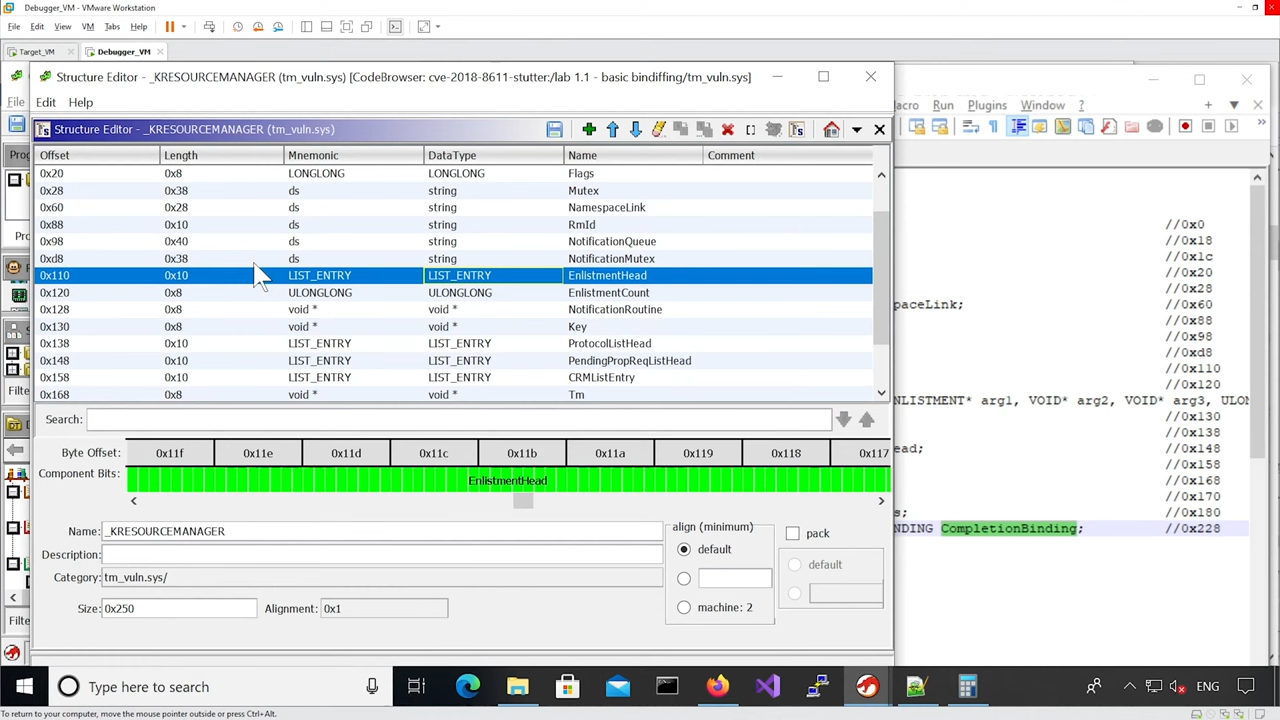 Debugger_VM - VMware Workstation
File Edit View VM Tabs Help
Target_VM Debugger_VM
Structure Editor - _KRESOURCEMANAGER (tm_vuln.sys) [CodeBrowser: cve-2018-8611-stutter:/lab 1.1 - basic bindiffing/tm_vuln.sys]
File Edit Help acro Run Plugins Window ?
Structure Editor - _KRESOURCEMANAGER (tm_vuln.sys)
Offset Length Mnemonic DataType Name Comment
0x20 0x8 LONGLONG LONGLONG Flags
0x28 0x38 ds string Mutex
0x60 0x28 ds string NamespaceLink
0x88 0x10 ds string RmId
0x98 0x40 ds string NotificationQueue
0xd8 0x38 ds string NotificationMutex
0x110 0x10 LIST_ENTRY LIST_ENTRY EnlistmentHead
0x120 0x8 ULONGLONG ULONGLONG EnlistmentCount
0x128 0x8 void * void * NotificationRoutine
0x130 0x8 void * void * Key
0x138 0x10 LIST_ENTRY LIST_ENTRY ProtocolListHead
0x148 0x10 LIST_ENTRY LIST_ENTRY PendingPropReqListHead
0x158 0x10 LIST_ENTRY LIST_ENTRY CRMListEntry
0x168 0x8 void * void * Tm
Search:
Byte Offset: 0x11f 0x11e 0x11d 0x11c 0x11b 0x11a 0x119 0x118 0x117
Component Bits: EnlistmentHead
Name: _KRESOURCEMANAGER
Description:
Category: tm_vuln.sys/
Size: 0x250 Alignment: 0x1
align (minimum)
default
machine: 2
pack
default
Prog
Pr
Filte
D
Filte
//0x0
//0x18
//0x1c
//0x20
//0x28
paceLink; //0x60
//0x88
//0x98
//0xd8
//0x110
//0x120
NLISTMENT* arg1, VOID* arg2, VOID* arg3, ULON
//0x130
//0x138
ead; //0x148
//0x158
//0x168
//0x170
s; //0x180
NDING CompletionBinding; //0x228
Type here to search
ENG
To return to your computer, move the mouse pointer outside or press Ctrl+Alt.